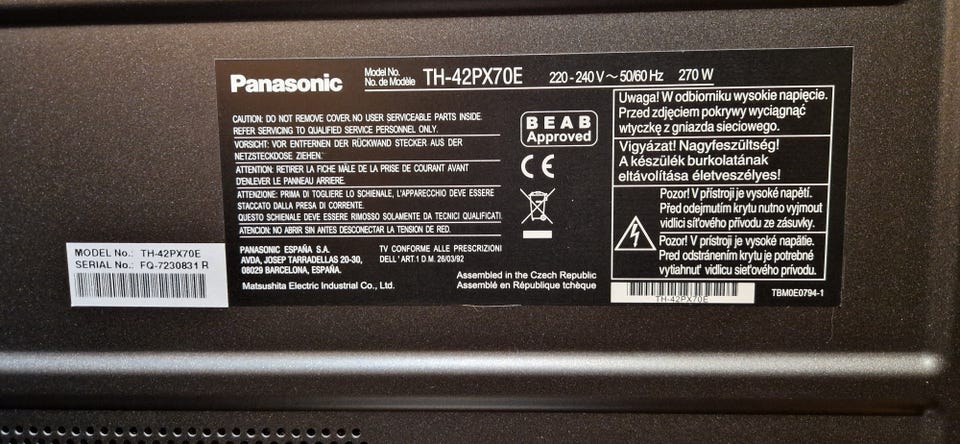 Panasonic
Model No.
No. de Modèle
TH-42PX70E 220 - 240 V ~ 50/60 Hz 270 W
CAUTION: DO NOT REMOVE COVER. NO USER SERVICEABLE PARTS INSIDE.
REFER SERVICING TO QUALIFIED SERVICE PERSONNEL ONLY.
VORSICHT: VOR ENTFERNEN DER RÜCKWAND STECKER AUS DER
NETZSTECKDOSE ZIEHEN.
ATTENTION: RETIRER LA FICHE MÂLE DE LA PRISE DE COURANT AVANT
D'ENLEVER LE PANNEAU ARRIERE.
ATTENZIONE: PRIMA DI TOGLIERE LO SCHIENALE, L'APPARECCHIO DEVE ESSERE
STACCATO DALLA PRESA DI CORRENTE.
QUESTO SCHIENALE DEVE ESSERE RIMOSSO SOLAMENTE DA TECNICI QUALIFICATI.
ATENCION: NO ABRIR SIN ANTES DESCONECTAR LA TENSION DE RED.
PANASONIC ESPAÑA S.A.
AVDA, JOSEP TARRADELLAS 20-30,
08029 BARCELONA, ESPAÑA.
TV CONFORME ALLE PRESCRIZIONI
DELL' ART.1 D.M. 26/03/92
Matsushita Electric Industrial Co., Ltd.
Assembled in the Czech Republic
Assemblé en République tchèque
BEAB
Approved
CE
Uwaga! W odbiorniku wysokie napięcie.
Przed zdjęciem pokrywy wyciągnąć
wtyczkę z gniazda sieciowego.
Vigyázat! Nagyfeszültség!
A készülék burkolatának
eltávolítása életveszélyes!
Pozor! V přístroji je vysoké napětí.
Před odejmutím krytu nutno vyjmout
vidlici síťového přívodu ze zásuvky.
Pozor! V prístroji je vysoké napätie.
Pred odstránením krytu je potrebné
vytiahnuť vidlicu sieťového prívodu.
TH-42PX70E
TBM0E0794-1
MODEL No.: TH-42PX70E
SERIAL No.: FQ-7230831 R